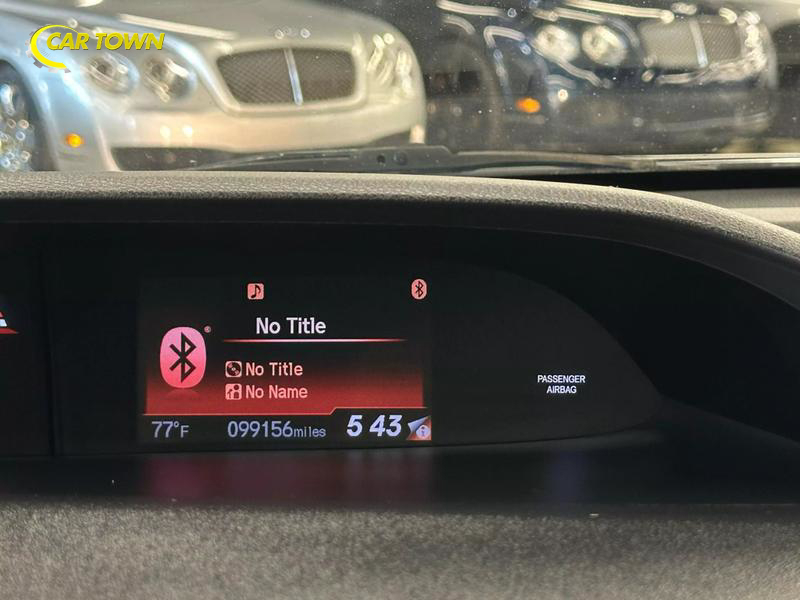 CAR TOWN
No Title
No Title
No Name
77°F 099156miles 5 43
PASSENGER
AIRBAG